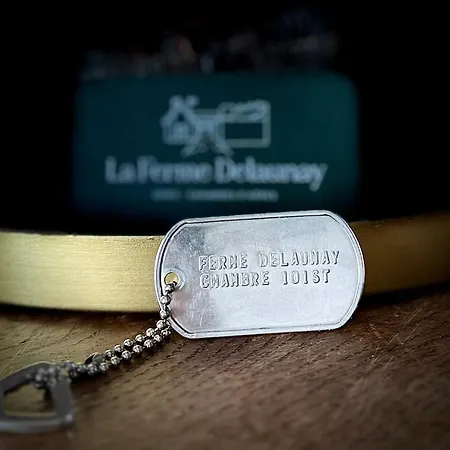 La Ferme Delaunay
FERME DELAUNAY
CHAMBRE 101ST